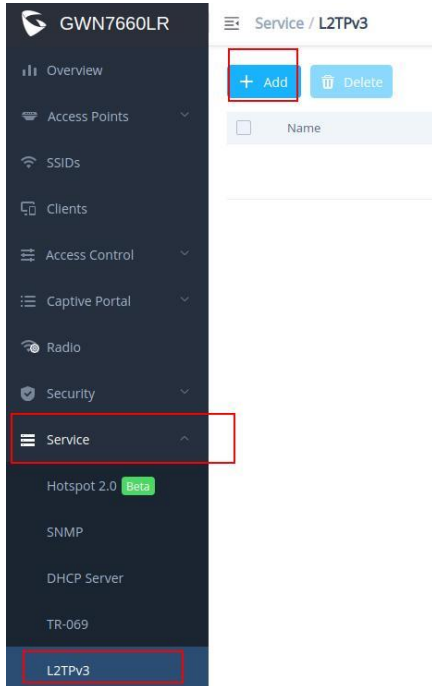 GWN7660LR
Service / L2TPv3
Overview
+ Add
Delete
Access Points
Name
SSIDs
Clients
Access Control
Captive Portal
Radio
Security
Service
Hotspot 2.0 Beta
SNMP
DHCP Server
TR-069
L2TPv3